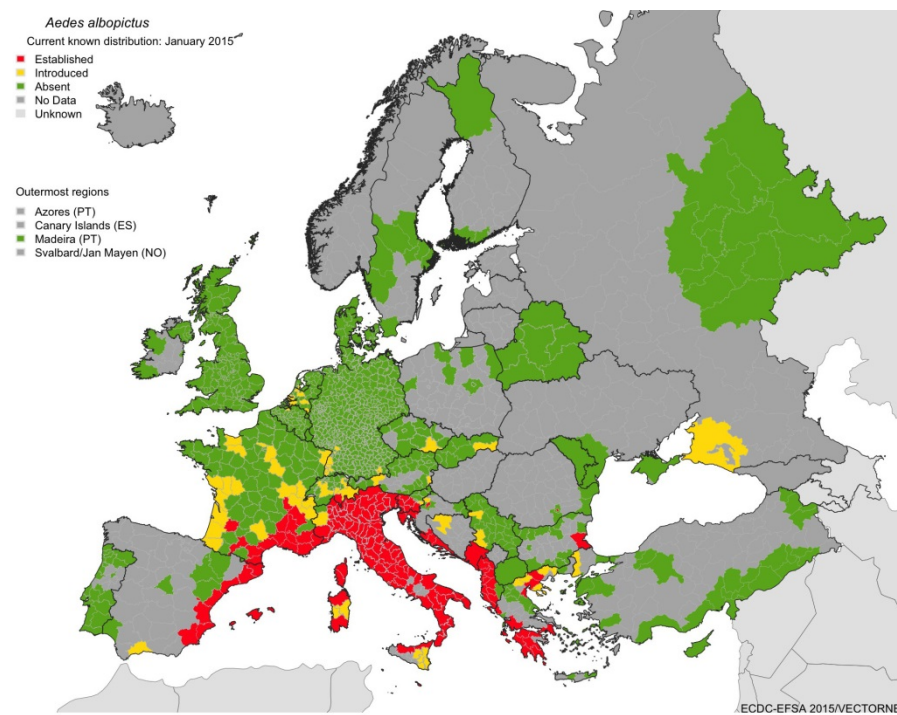 Aedes albopictus
Current known distribution: January 2015
Established
Introduced
Absent
No Data
Unknown
Outermost regions
Azores (PT)
Canary Islands (ES)
Madeira (PT)
Svalbard/Jan Mayen (NO)
ECDC-EFSA 2015/VECTORNE